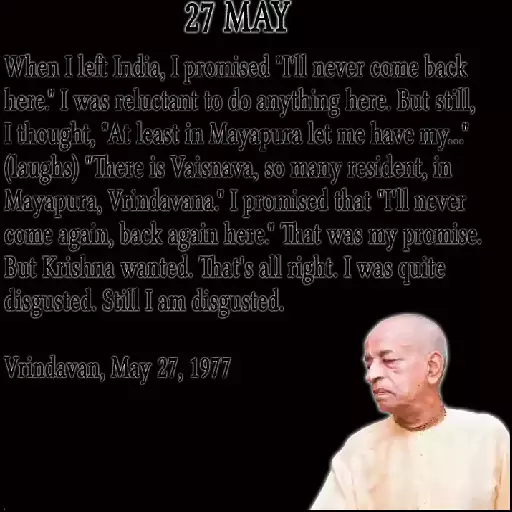 27 MAY
When I left India, I promised "I'll never come back
here." I was reluctant to do anything here. But still,
I thought, "At least in Mayapura let me have my..."
(laughs) "There is Vaisnava, so many resident, in
Mayapura, Vrindavana." I promised that "I'll never
come again, back again here." That was my promise.
But Krishna wanted. That's all right. I was quite
disgusted. Still I am disgusted.
Vrindavan, May 27, 1977